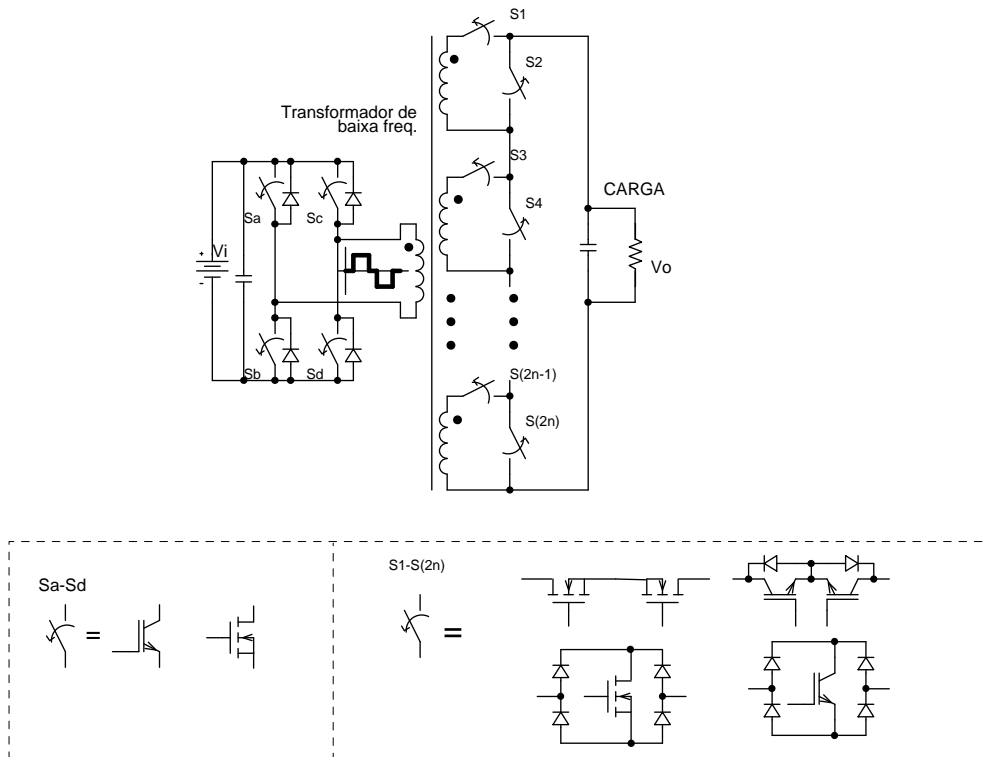 S1
S2
Transformador de
baixa freq.
S3
S4
CARGA
Sa
Sc
+
Vi
-
Vo
Sb
Sd
S(2n-1)
S(2n)
Sa-Sd
=
S1-S(2n)
=